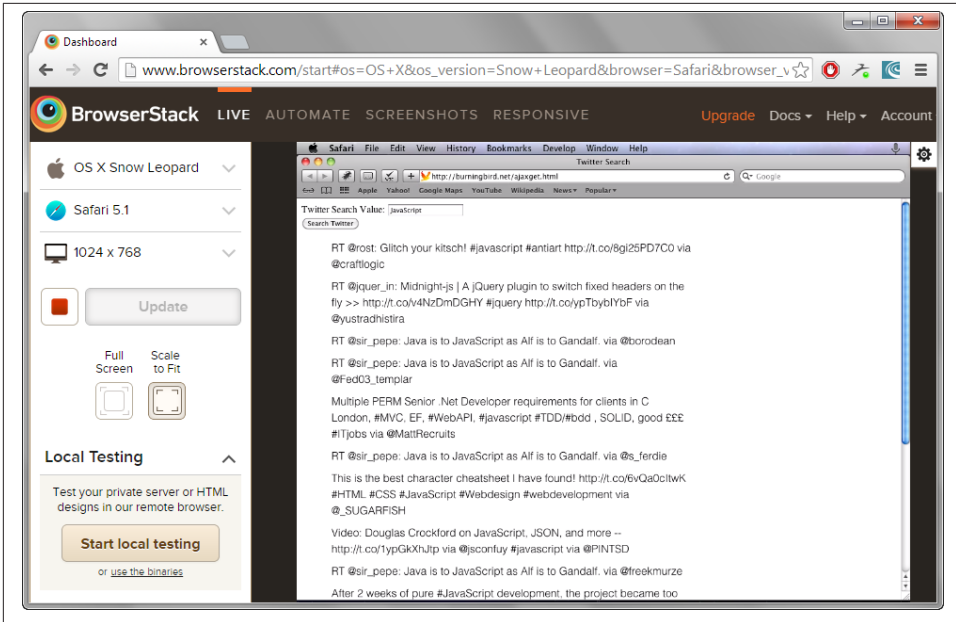 Dashboard
www.browserstack.com/start#os=OS+X&os_version=Snow+Leopard&browser=Safari&browser_v
BrowserStack LIVE AUTOMATE SCREENSHOTS RESPONSIVE Upgrade Docs Help Account
OS X Snow Leopard
Safari 5.1
1024 x 768
Update
Full Screen
Scale to Fit
Local Testing
Test your private server or HTML
designs in our remote browser.
Start local testing
or use the binaries
Safari File Edit View History Bookmarks Develop Window Help
Twitter Search
http://burningbird.net/ajaxget.html
Google
Apple Yahoo! Google Maps YouTube Wikipedia News Popular
Twitter Search Value: JavaScript
Search Twitter
RT @rost: Glitch your kitsch! #javascript #antiart http://t.co/8gi25PD7C0 via
@craftlogic
RT @jquer_in: Midnight-js | A jQuery plugin to switch fixed headers on the
fly >> http://t.co/v4NzDmDGHY #jquery http://t.co/ypTbybIYbF via
@yustradhistira
RT @sir_pepe: Java is to JavaScript as Alf is to Gandalf. via @borodean
RT @sir_pepe: Java is to JavaScript as Alf is to Gandalf. via
@Fed03_templar
Multiple PERM Senior .Net Developer requirements for clients in C
London, #MVC, EF, #WebAPI, #javascript #TDD/#bdd , SOLID, good £££
#ITjobs via @MattRecruits
RT @sir_pepe: Java is to JavaScript as Alf is to Gandalf. via @s_ferdie
This is the best character cheatsheet I have found! http://t.co/6vQa0cItwK
#HTML #CSS #JavaScript #Webdesign #webdevelopment via
@_SUGARFISH
Video: Douglas Crockford on JavaScript, JSON, and more --
http://t.co/1ypGkXhJtp via @jsconfuy #javascript via @PINTSD
RT @sir_pepe: Java is to JavaScript as Alf is to Gandalf. via @freekmurze
After 2 weeks of pure #JavaScript development, the project became too